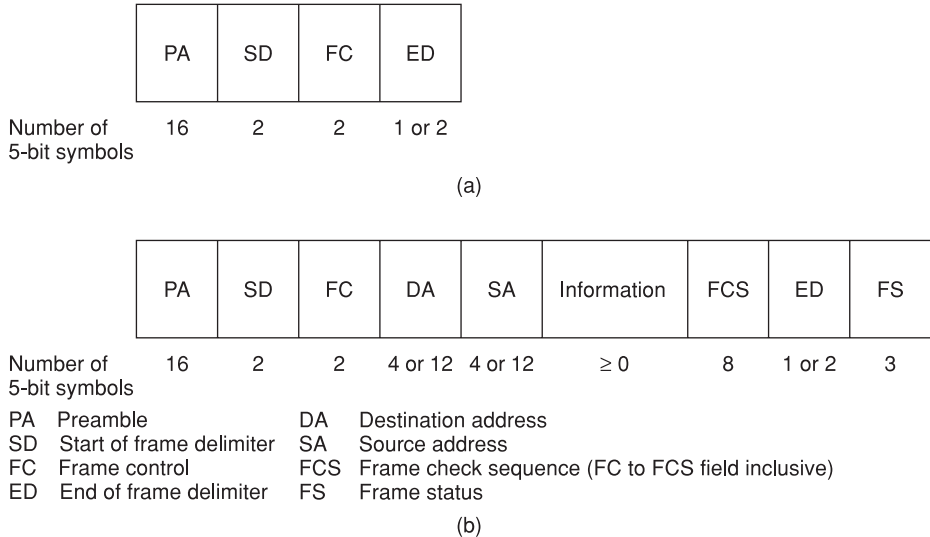 PA SD FC ED
Number of 5-bit symbols 16 2 2 1 or 2
(a)
PA SD FC DA SA Information FCS ED FS
Number of 5-bit symbols 16 2 2 4 or 12 4 or 12 ≥ 0 8 1 or 2 3
PA Preamble DA Destination address
SD Start of frame delimiter SA Source address
FC Frame control FCS Frame check sequence (FC to FCS field inclusive)
ED End of frame delimiter FS Frame status
(b)